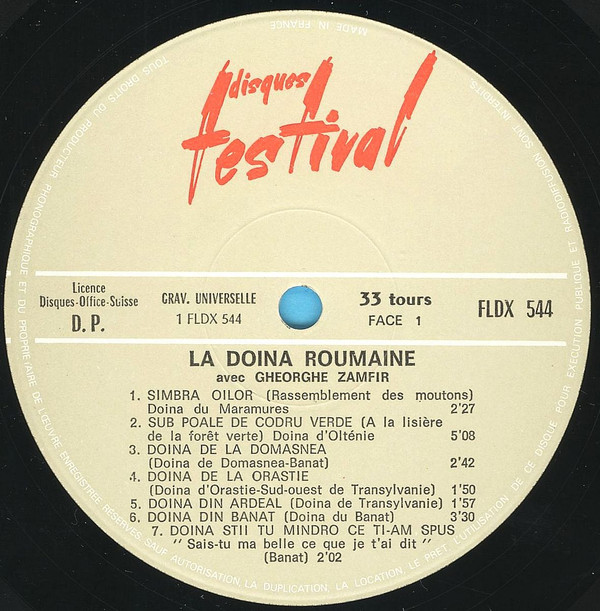 MADE IN FRANCE
TOUS DROITS DU PRODUCTEUR PHONOGRAPHIQUE ET DU PROPRIETAIRE DE L'ŒUVRE ENREGISTREE RESERVES, SAUF AUTORISATION LA DUPLICATION, LA LOCATION, LE PRET L'UTILISATION DE CE DISQUE POUR EXECUTION PUBLIQUE ET RADIODIFFUSION SONT INTERDITS
disques
festival
Licence
Disques-Office-Suisse
D. P.
GRAV. UNIVERSELLE
1 FLDX 544
33 tours
FACE 1
FLDX 544
LA DOINA ROUMAINE
avec GHEORGHE ZAMFIR
1. SIMBRA OILOR (Rassemblement des moutons)
Doina du Maramures 2'27
2. SUB POALE DE CODRU VERDE (A la lisière
de la forêt verte) Doina d'Olténie 5'08
3. DOINA DE LA DOMASNEA
(Doina de Domasnea-Banat) 2'42
4. DOINA DE LA ORASTIE
(Doina d'Orastie-Sud-ouest de Transylvanie) 1'50
5. DOINA DIN ARDEAL (Doina de Transylvanie) 1'57
6. DOINA DIN BANAT (Doina du Banat) 3'30
7. DOINA STII TU MINDRO CE TI-AM SPUS
"Sais-tu ma belle ce que je t'ai dit"
(Banat) 2'02